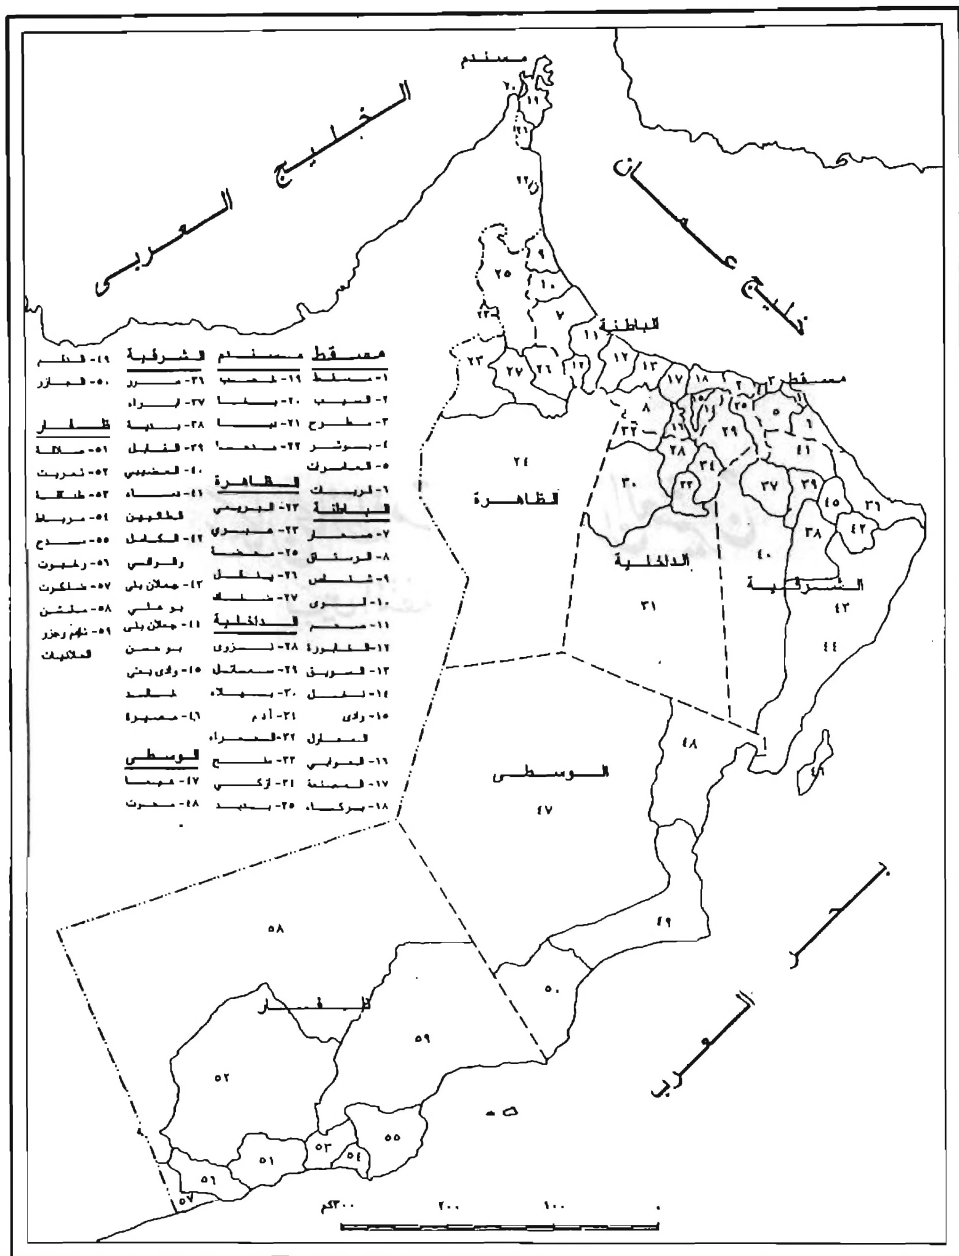 مسندم
الخليج
العربي
خليج عمان
الباطنة
مسقط
الظاهرة
الداخلية
الشرقية
الوسطى
ظفار
بحر
العرب
مسقط
١- مسقط
٢- السيب
٣- مطرح
٤- بوشر
٥- العامرات
٦- قريات
الباطنة
٧- صحار
٨- الرستاق
٩- شناص
١٠- لوى
١١- صحم
١٢- الخابورة
١٣- السويق
١٤- نخل
١٥- وادي
المعاول
١٦- العوابي
١٧- المصنعة
١٨- بركاء
مسندم
١٩- خصب
٢٠- بخا
٢١- دبا
٢٢- مدحا
الظاهرة
٢٣- البريمي
٢٣- عبري
٢٥- محضة
٢٦- ينقل
٢٧- ضنك
الداخلية
٢٨- نزوى
٢٩- سمائل
٣٠- بهلاء
٣١- أدم
٣٢- الحمراء
٣٣- منح
٣٤- ازكي
٣٥- بدبد
الشرقية
٣٦- صور
٣٧- ابراء
٣٨- بدية
٣٩- القابل
٤٠- المضيبي
٤١- دماء
والطائيين
٤٢- الكامل
والوافي
٤٣- جعلان بني
بو علي
٤٤- جعلان بني
بو حسن
٤٥- وادي بني
خالد
٤٦- مصيرة
الوسطى
٤٧- هيما
٤٨- محوت
٤٩- الدقم
٥٠- الجازر
ظفار
٥١- صلالة
٥٢- ثمريت
٥٣- طاقة
٥٤- مرباط
٥٥- سدح
٥٦- رخيوت
٥٧- ضلكوت
٥٨- مقشن
٥٩- شليم وجزر
الحلانيات
٣٠٠كم ٢٠٠ ١٠٠ ٠